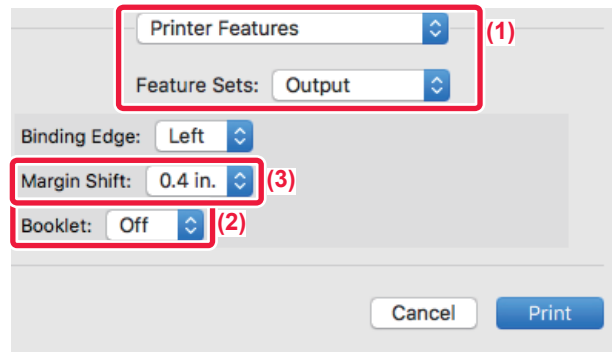 Printer Features
(1)
Feature Sets: Output
Binding Edge: Left
Margin Shift: 0.4 in. (3)
Booklet: Off (2)
Cancel Print